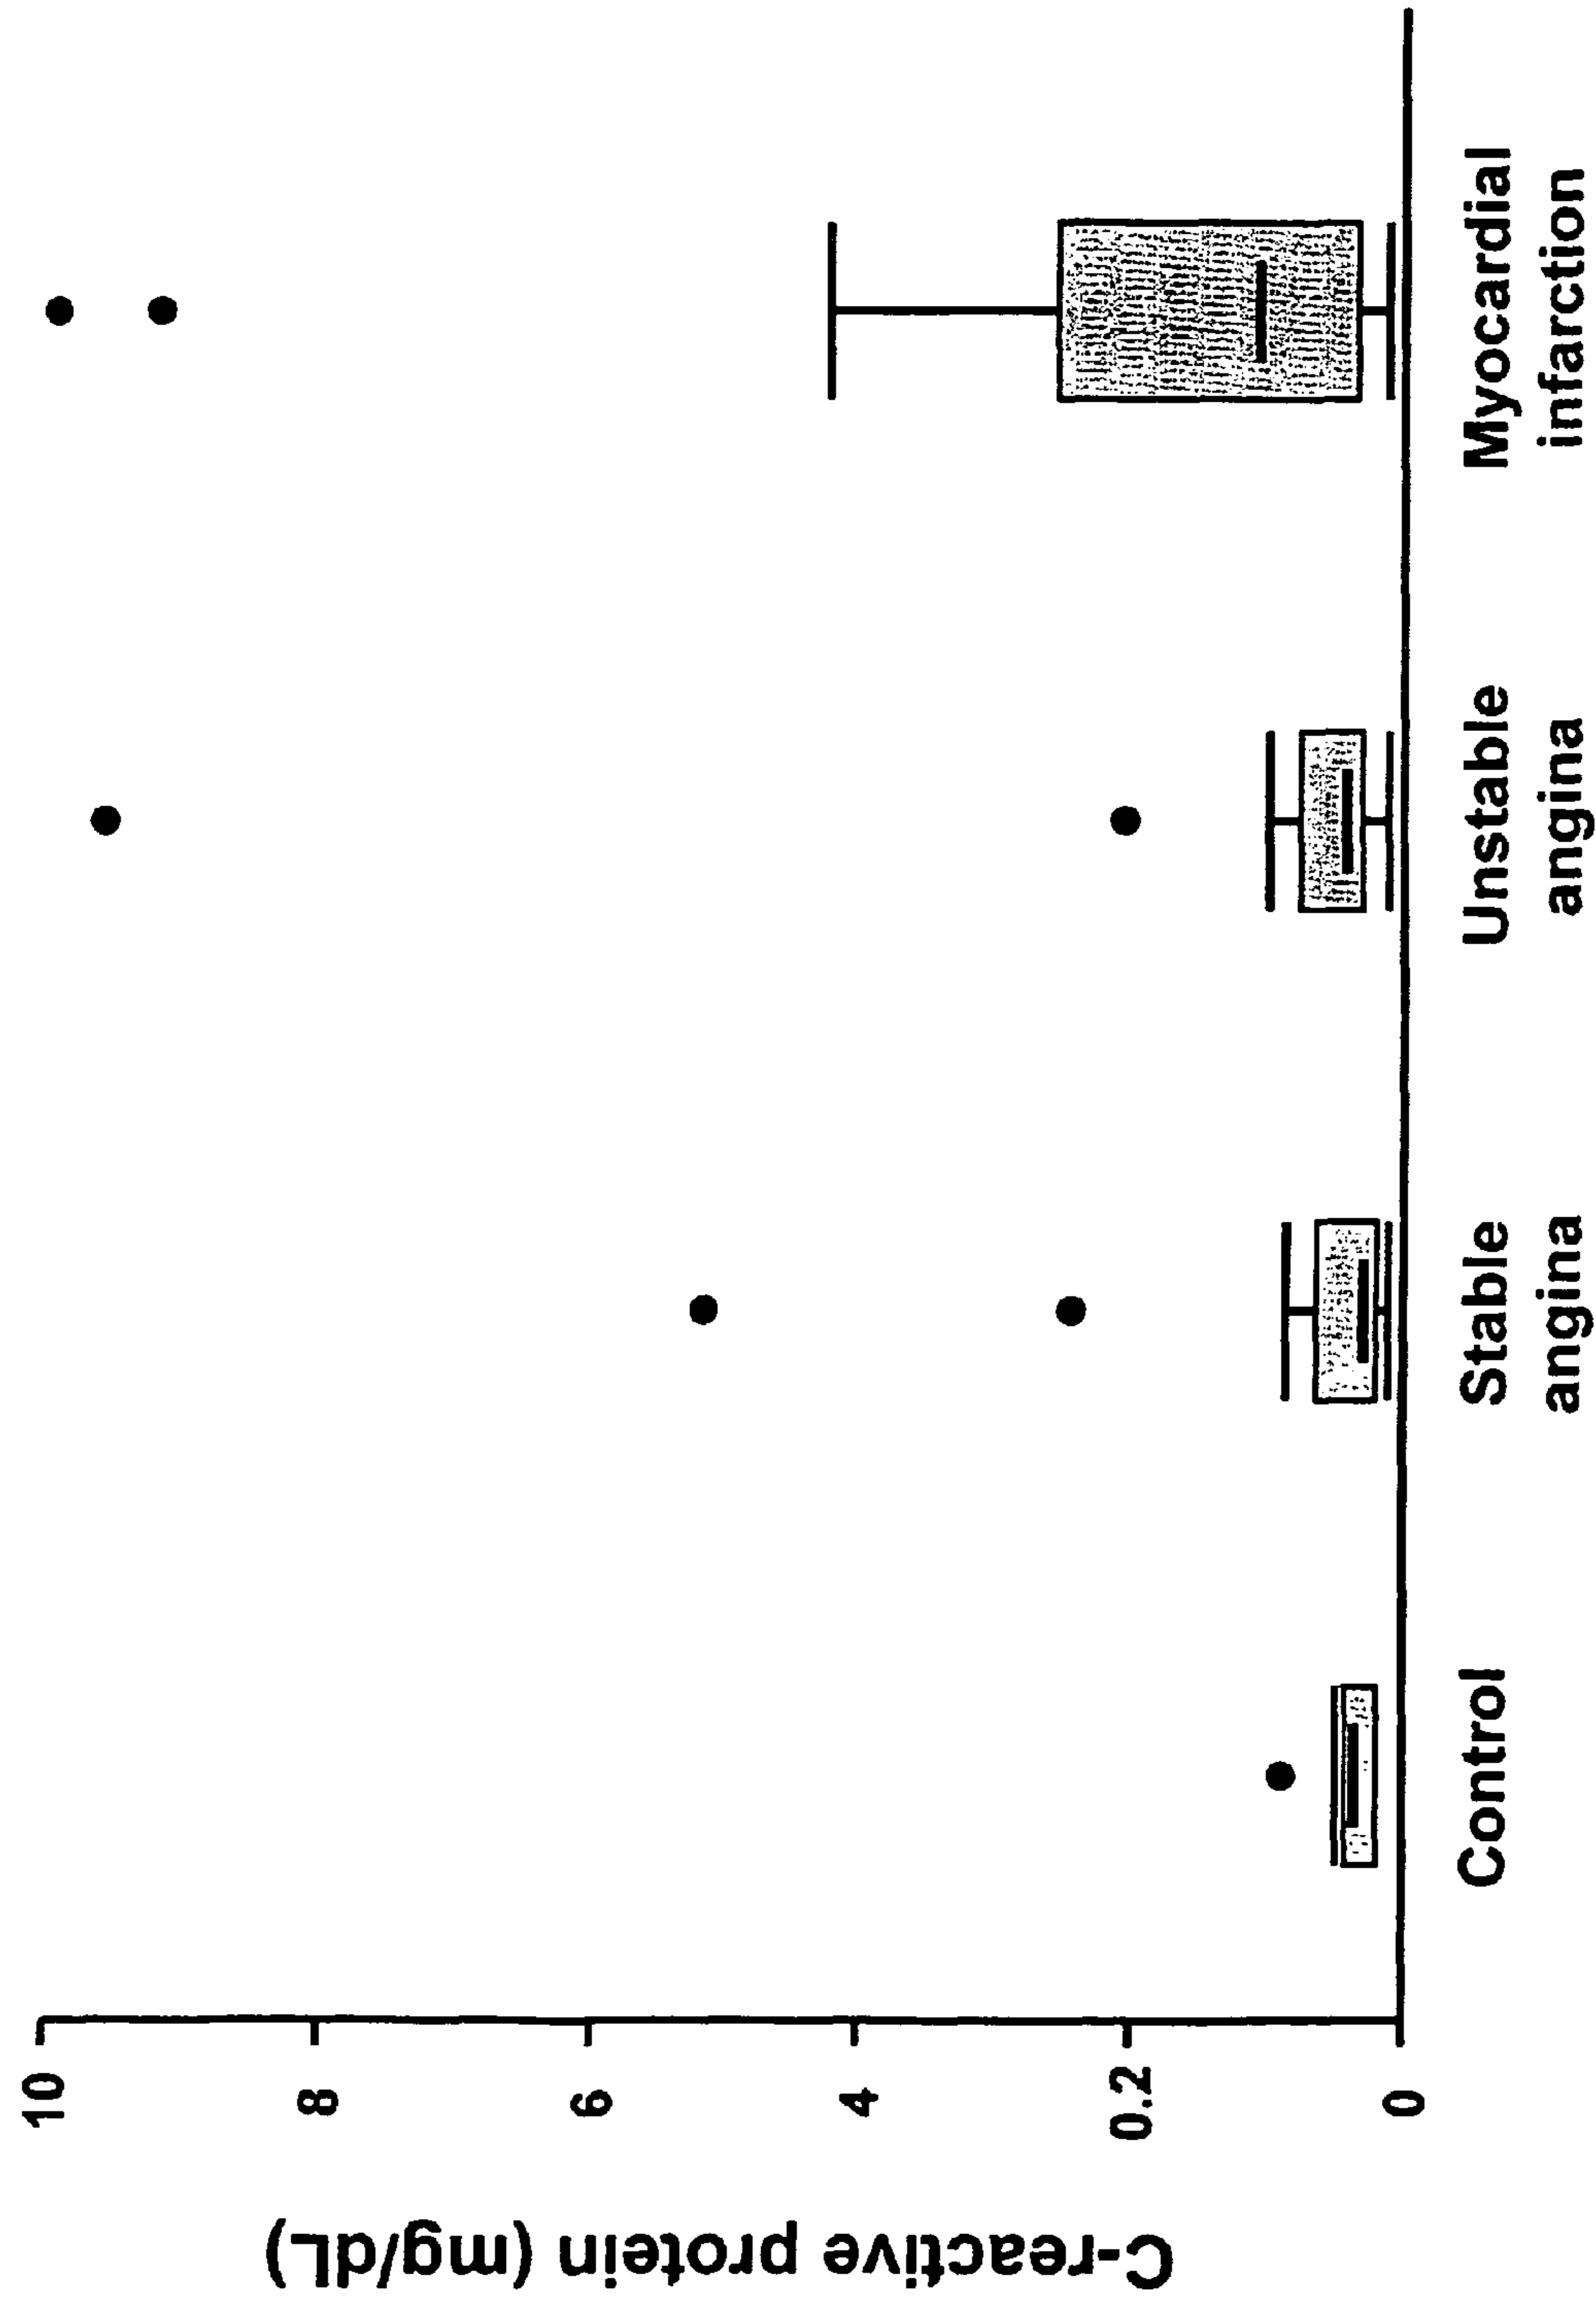 C-reactive protein (mg/dL)
10
8
6
4
0.2
0
Control
Stable
angina
Unstable
angina
Myocardial
infarction